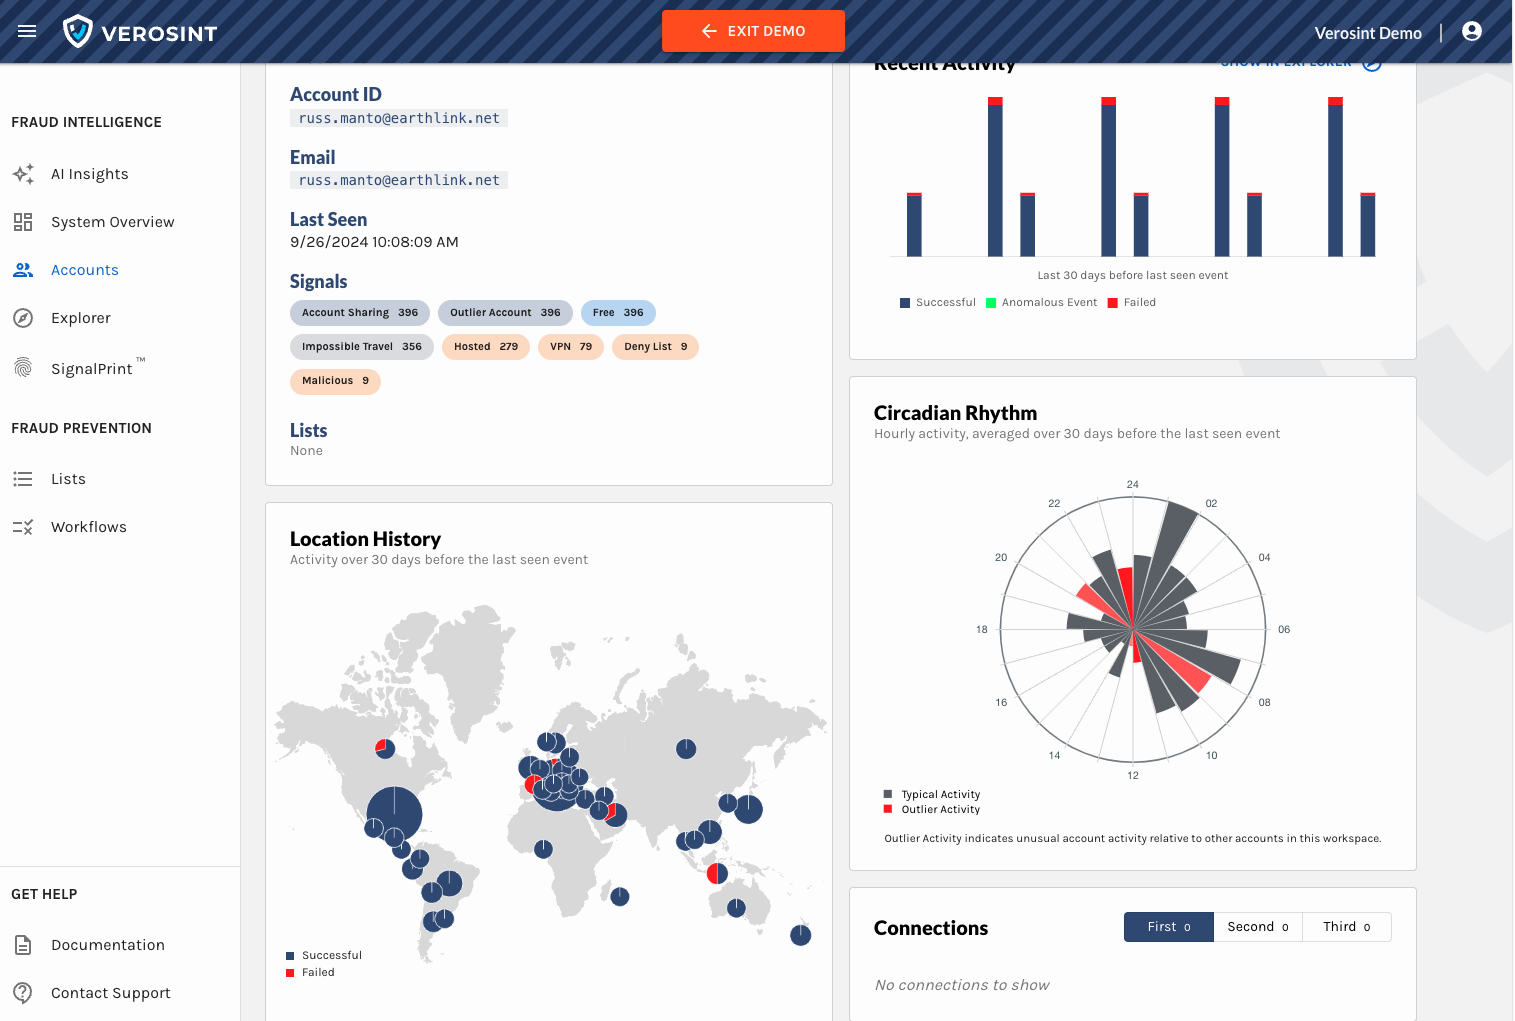 VEROSINT
EXIT DEMO
Verosint Demo
FRAUD INTELLIGENCE
AI Insights
System Overview
Accounts
Explorer
SignalPrint™
FRAUD PREVENTION
Lists
Workflows
GET HELP
Documentation
Contact Support
Account ID
russ.manto@earthlink.net
Email
russ.manto@earthlink.net
Last Seen
9/26/2024 10:08:09 AM
Signals
Account Sharing 396 Outlier Account 396 Free 396
Impossible Travel 356 Hosted 279 VPN 79 Deny List 9
Malicious 9
Lists
None
Location History
Activity over 30 days before the last seen event
Successful
Failed
Recent Activity
SHOW IN EXPLORER
Last 30 days before last seen event
Successful Anomalous Event Failed
Circadian Rhythm
Hourly activity, averaged over 30 days before the last seen event
24
22 02
20 04
18 06
16 08
14 10
12
Typical Activity
Outlier Activity
Outlier Activity indicates unusual account activity relative to other accounts in this workspace.
Connections
First 0 Second 0 Third 0
No connections to show